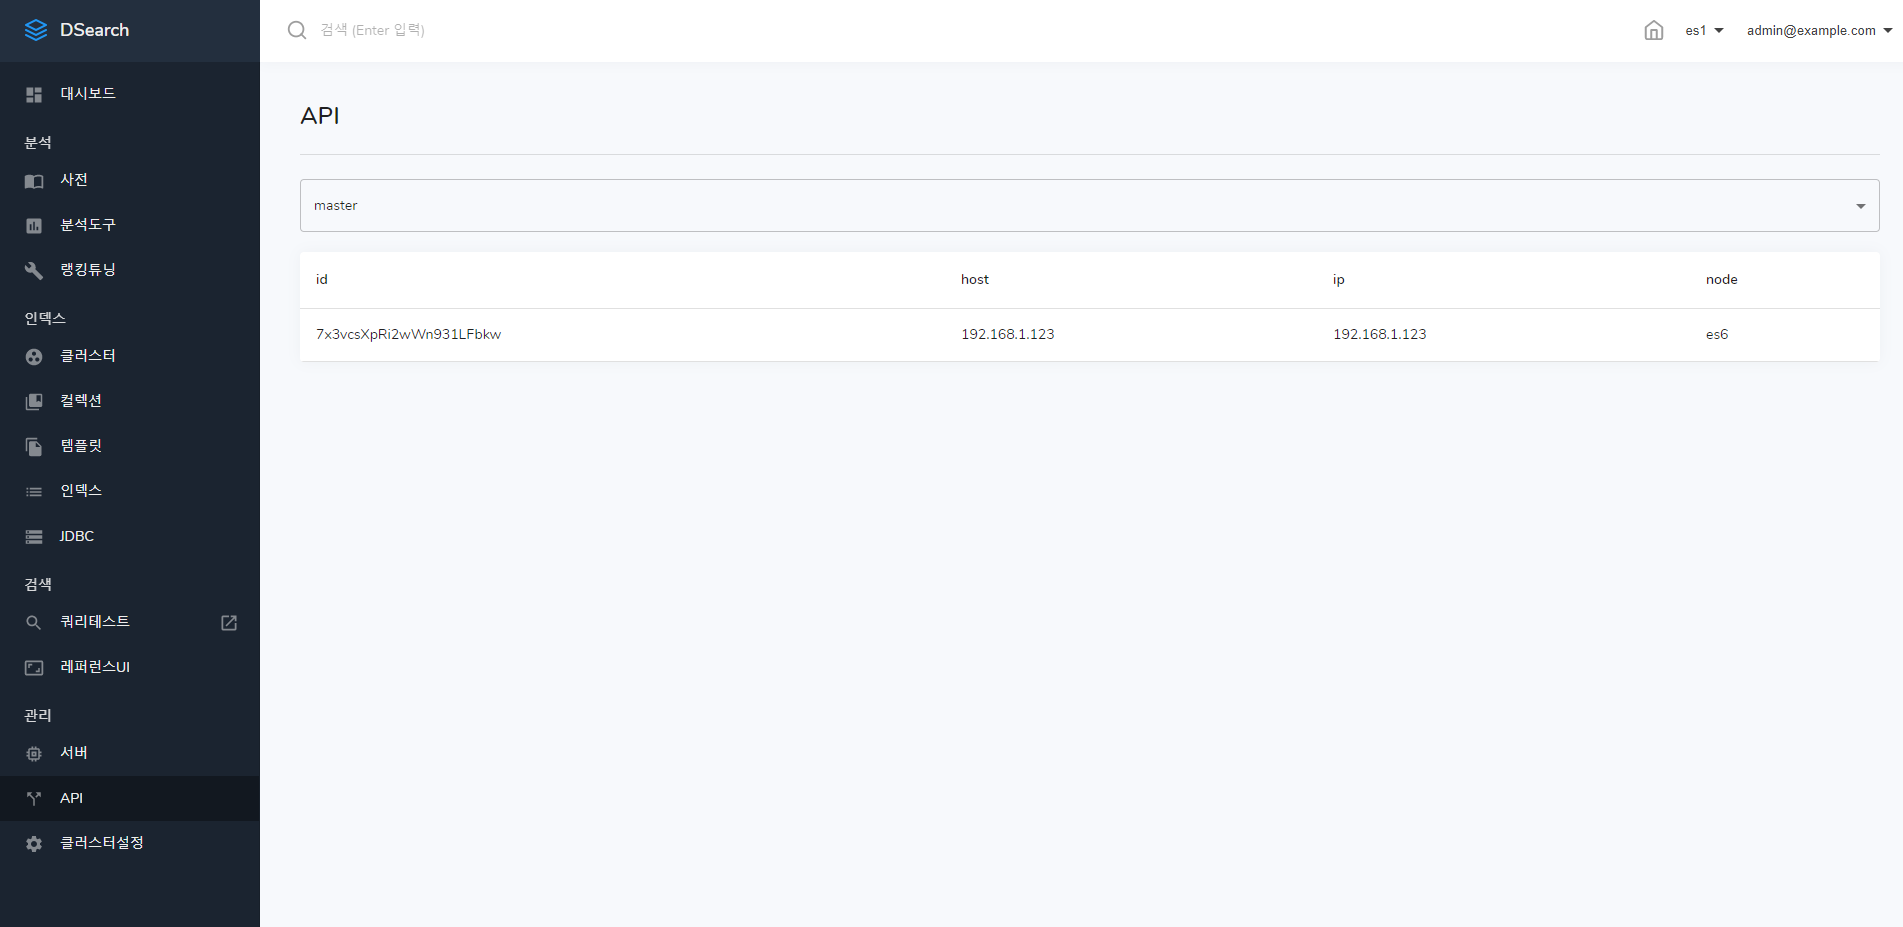 DSearch
검색 (Enter 입력)
es1
admin@example.com
대시보드
분석
사전
분석도구
랭킹튜닝
인덱스
클러스터
컬렉션
템플릿
인덱스
JDBC
검색
쿼리테스트
레퍼런스UI
관리
서버
API
클러스터설정
API
master
id host ip node
7x3vcsXpRi2wWn931LFbkw 192.168.1.123 192.168.1.123 es6